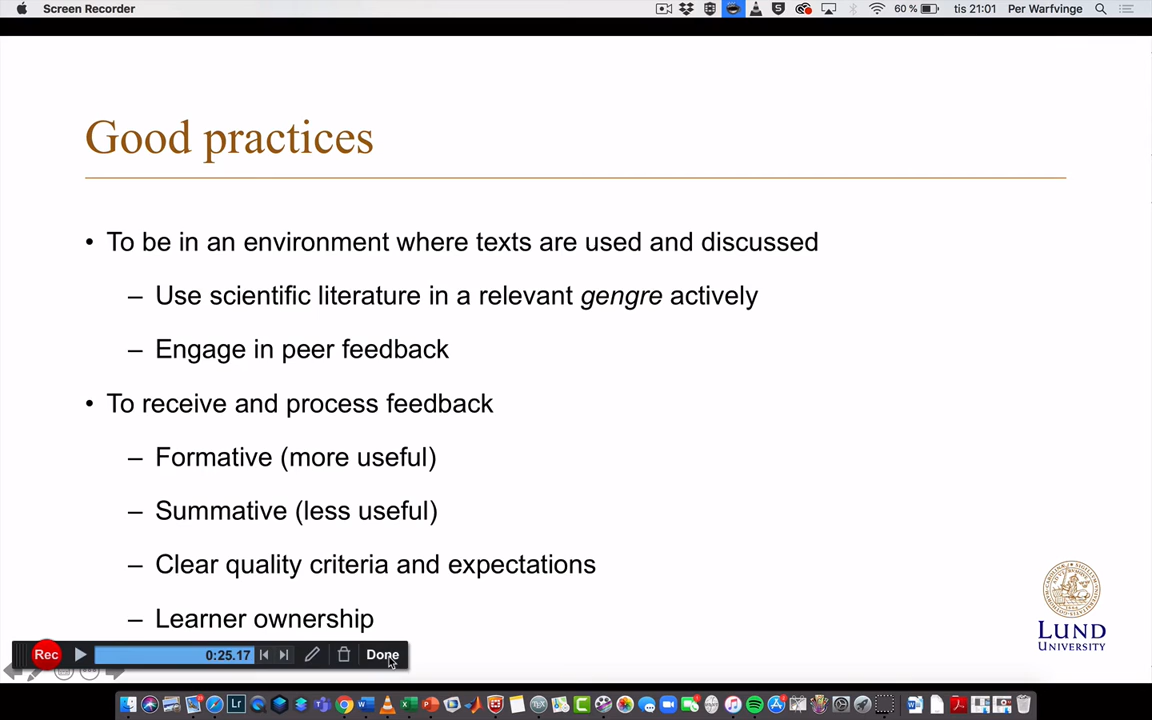 Screen Recorder
60 %
tis 21:01
Per Warfvinge
Good practices
• To be in an environment where texts are used and discussed
– Use scientific literature in a relevant gengre actively
– Engage in peer feedback
• To receive and process feedback
– Formative (more useful)
– Summative (less useful)
– Clear quality criteria and expectations
– Learner ownership
LUND
UNIVERSITY
Rec
0:25.17
Done
Lr